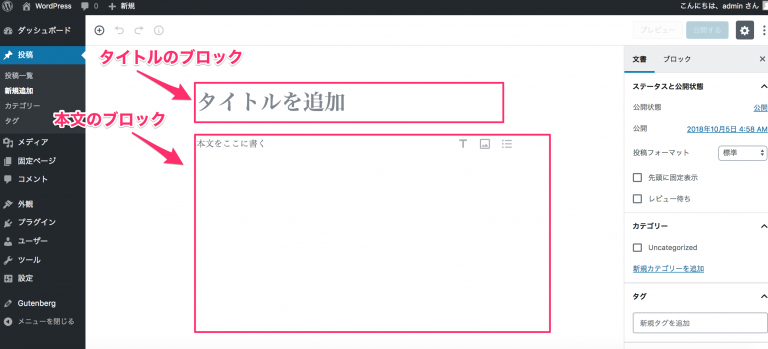 WordPress 0 + 新規 こんにちは、admin さん
ダッシュボード
投稿
投稿一覧
新規追加
カテゴリー
タグ
メディア
固定ページ
コメント
外観
プラグイン
ユーザー
ツール
設定
Gutenberg
メニューを閉じる
プレビュー 公開する
タイトルのブロック
タイトルを追加
本文のブロック
本文をここに書く
文書 ブロック
ステータスと公開状態
公開状態 公開
公開 2018年10月5日 4:58 AM
投稿フォーマット 標準
先頭に固定表示
レビュー待ち
カテゴリー
Uncategorized
新規カテゴリーを追加
タグ
新規タグを追加